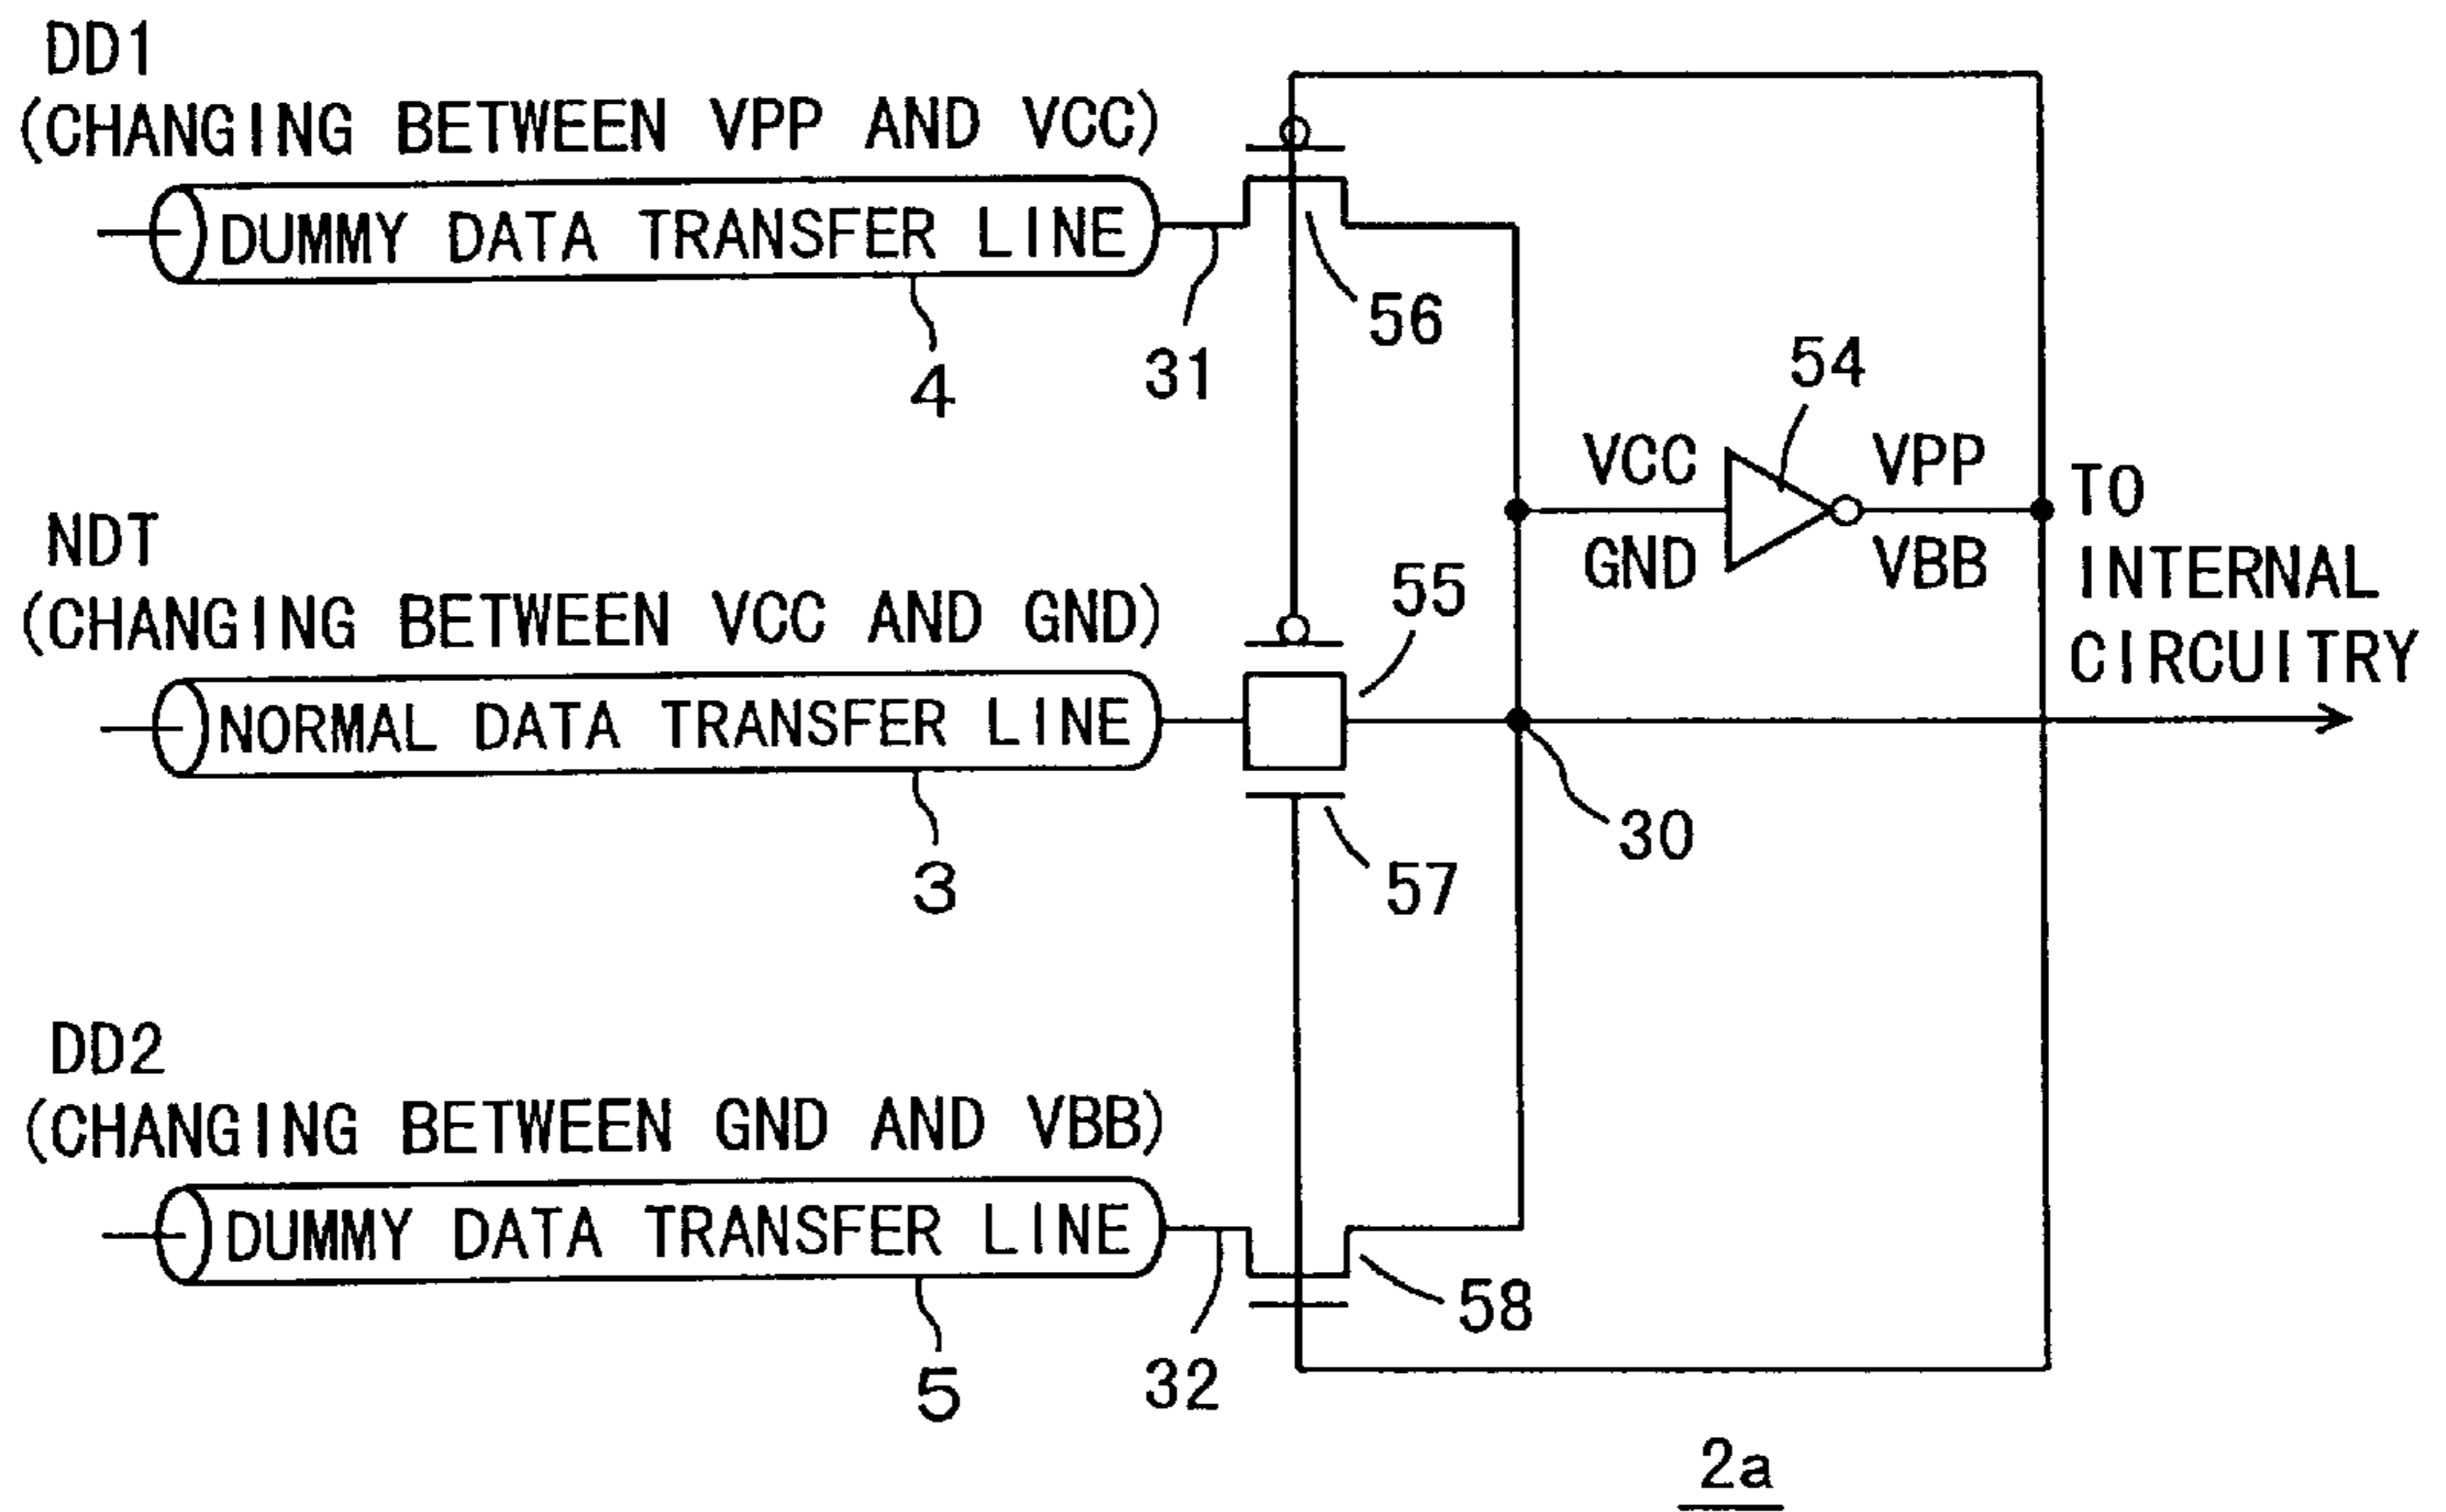 DD1
(CHANGING BETWEEN VPP AND VCC)
DUMMY DATA TRANSFER LINE
4
31
56
54
VCC
VPP
GND
VBB
TO
INTERNAL
CIRCUITRY
NDT
(CHANGING BETWEEN VCC AND GND)
55
NORMAL DATA TRANSFER LINE
3
57
30
DD2
(CHANGING BETWEEN GND AND VBB)
DUMMY DATA TRANSFER LINE
5
32
58
2a